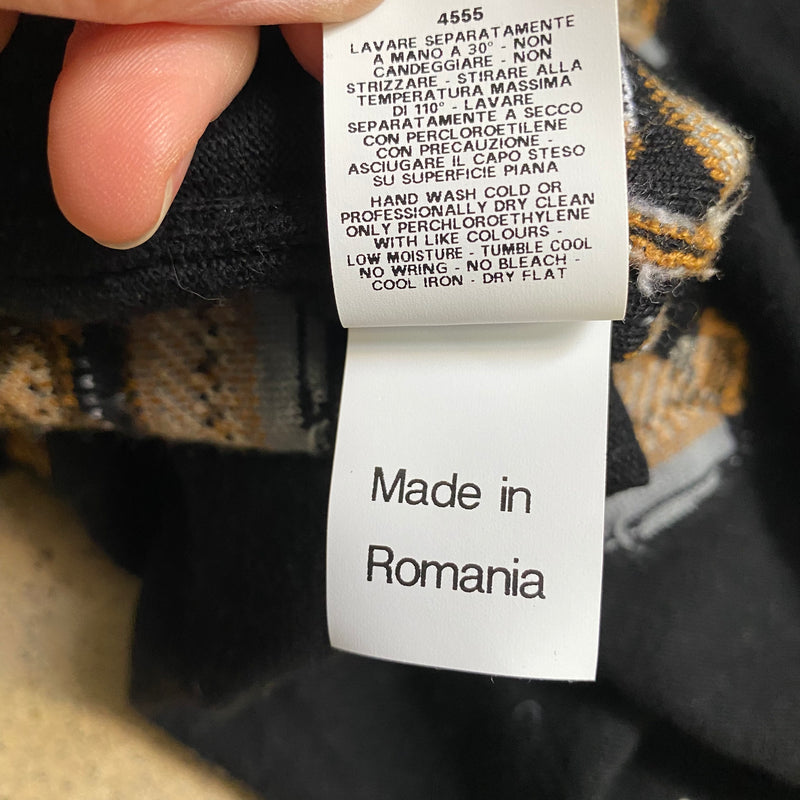 4555
LAVARE SEPARATAMENTE
A MANO A 30° - NON
CANDEGGIARE - NON
STRIZZARE - STIRARE ALLA
TEMPERATURA MASSIMA
DI 110° - LAVARE
SEPARATAMENTE A SECCO
CON PERCLOROETILENE
CON PRECAUZIONE -
ASCIUGARE IL CAPO STESO
SU SUPERFICIE PIANA
HAND WASH COLD OR
PROFESSIONALLY DRY CLEAN
ONLY PERCHLOROETHYLENE
WITH LIKE COLOURS -
LOW MOISTURE - TUMBLE COOL
NO WRING - NO BLEACH -
COOL IRON - DRY FLAT
Made in
Romania